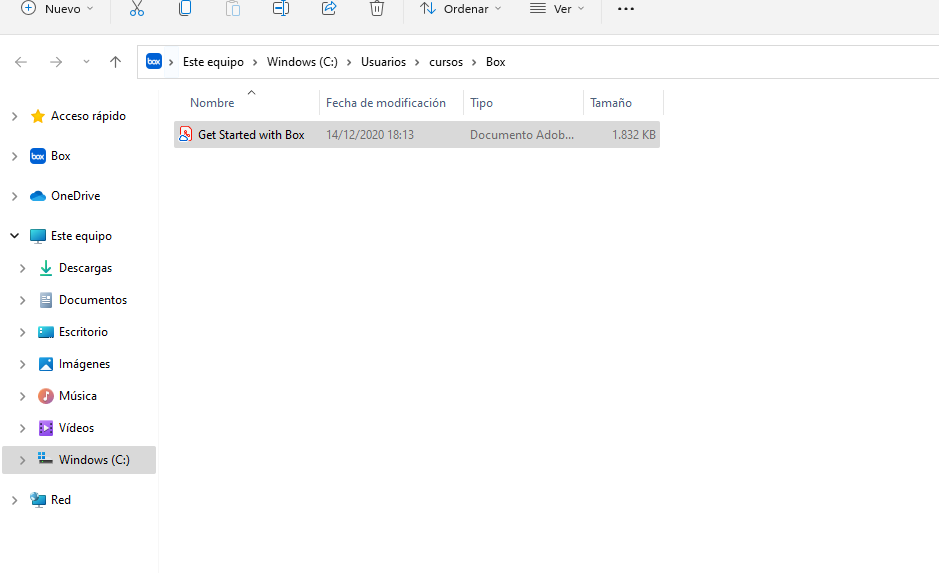 Nuevo Ordenar Ver
box Este equipo Windows (C:) Usuarios cursos Box
Nombre Fecha de modificación Tipo Tamaño
Get Started with Box 14/12/2020 18:13 Documento Adob... 1.832 KB
Acceso rápido
box Box
OneDrive
Este equipo
Descargas
Documentos
Escritorio
Imágenes
Música
Vídeos
Windows (C:)
Red